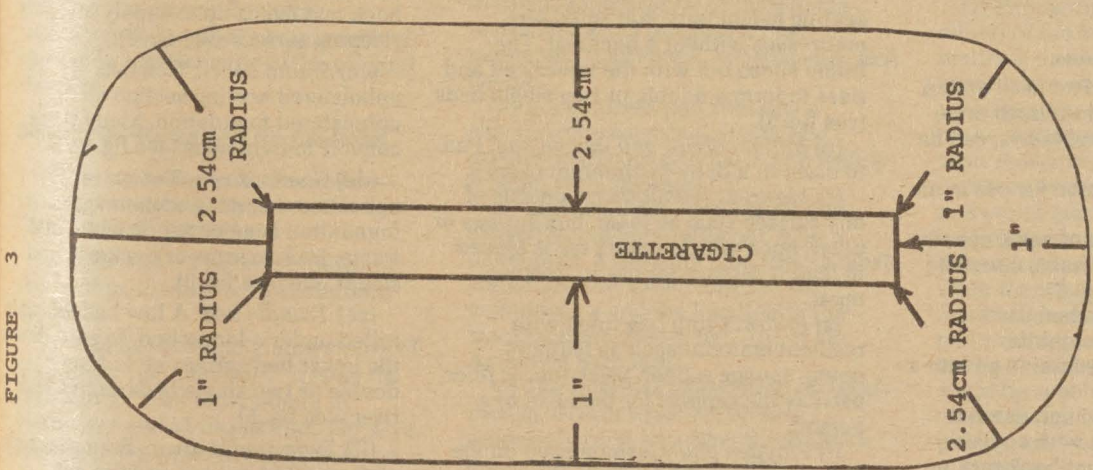 FIGURE 3
1" RADIUS
2.54cm
RADIUS
1"
2.54cm
CIGARETTE
2.54cm RADIUS
1" RADIUS
1"